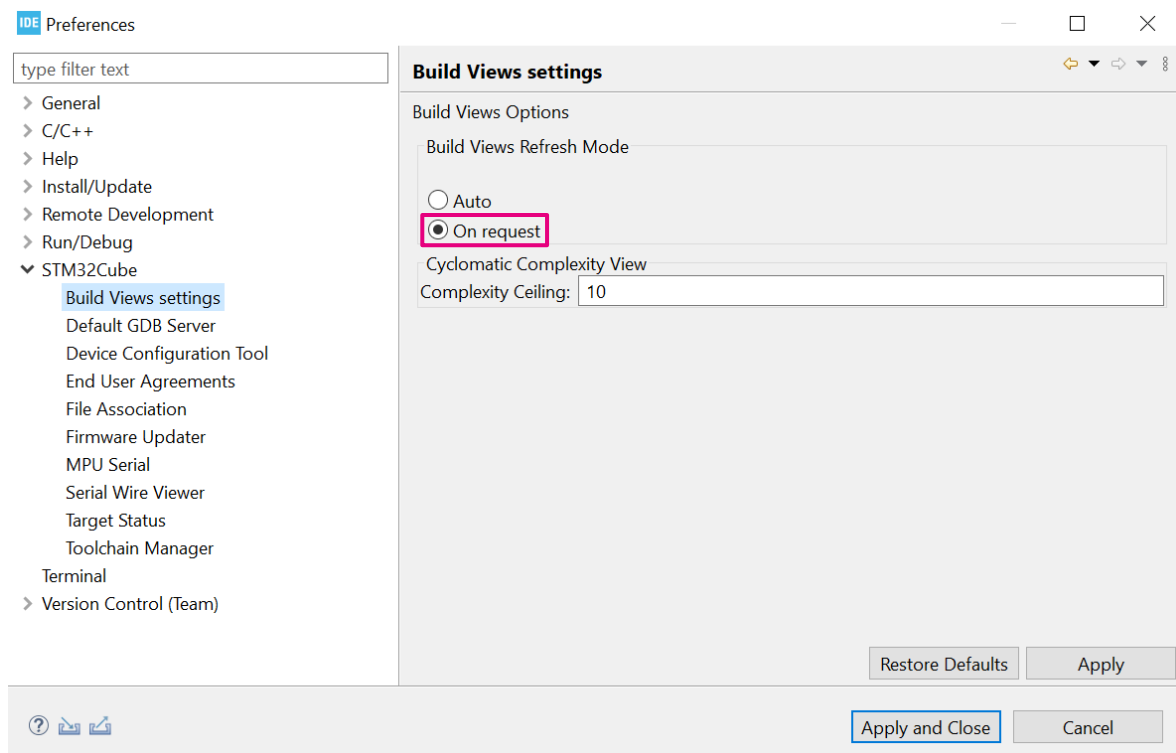 IDE Preferences
type filter text
General
C/C++
Help
Install/Update
Remote Development
Run/Debug
STM32Cube
Build Views settings
Default GDB Server
Device Configuration Tool
End User Agreements
File Association
Firmware Updater
MPU Serial
Serial Wire Viewer
Target Status
Toolchain Manager
Terminal
Version Control (Team)
Build Views settings
Build Views Options
Build Views Refresh Mode
Auto
On request
Cyclomatic Complexity View
Complexity Ceiling: 10
Restore Defaults Apply
? Apply and Close Cancel